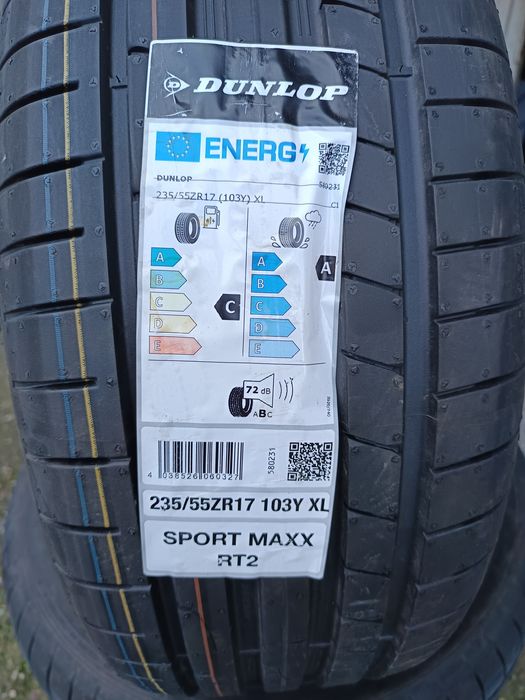 DUNLOP
ENERG
DUNLOP
580231
235/55ZR17 (103Y) XL
C1
A
B
C
D
E
C
A
B
C
D
E
A
72 dB
ABC
4 038526 060327
580231
235/55ZR17 103Y XL
SPORT MAXX
RT2